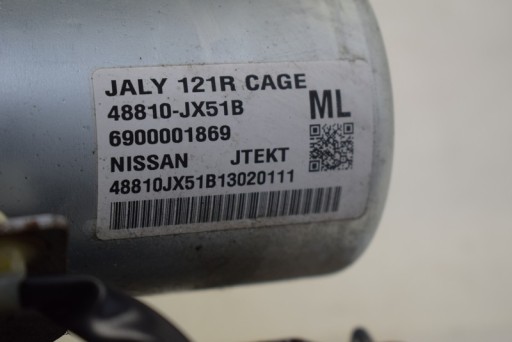 JALY 121R CAGE
48810-JX51B ML
6900001869
NISSAN JTEKT
48810JX51B13020111